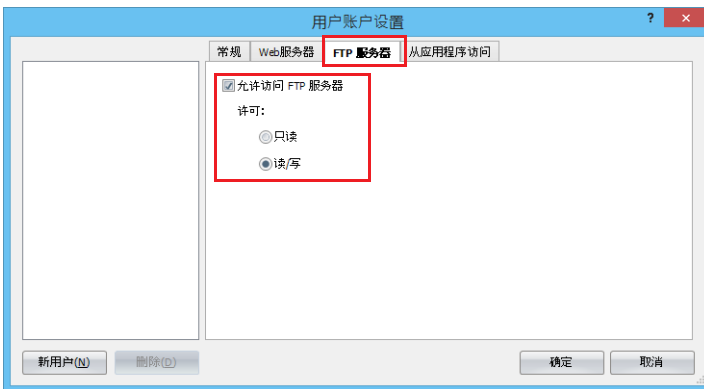 用户账户设置 ? ×
常规 Web服务器 FTP 服务器 从应用程序访问
允许访问 FTP 服务器
许可:
只读
读/写
新用户(N) 删除(D) 确定 取消